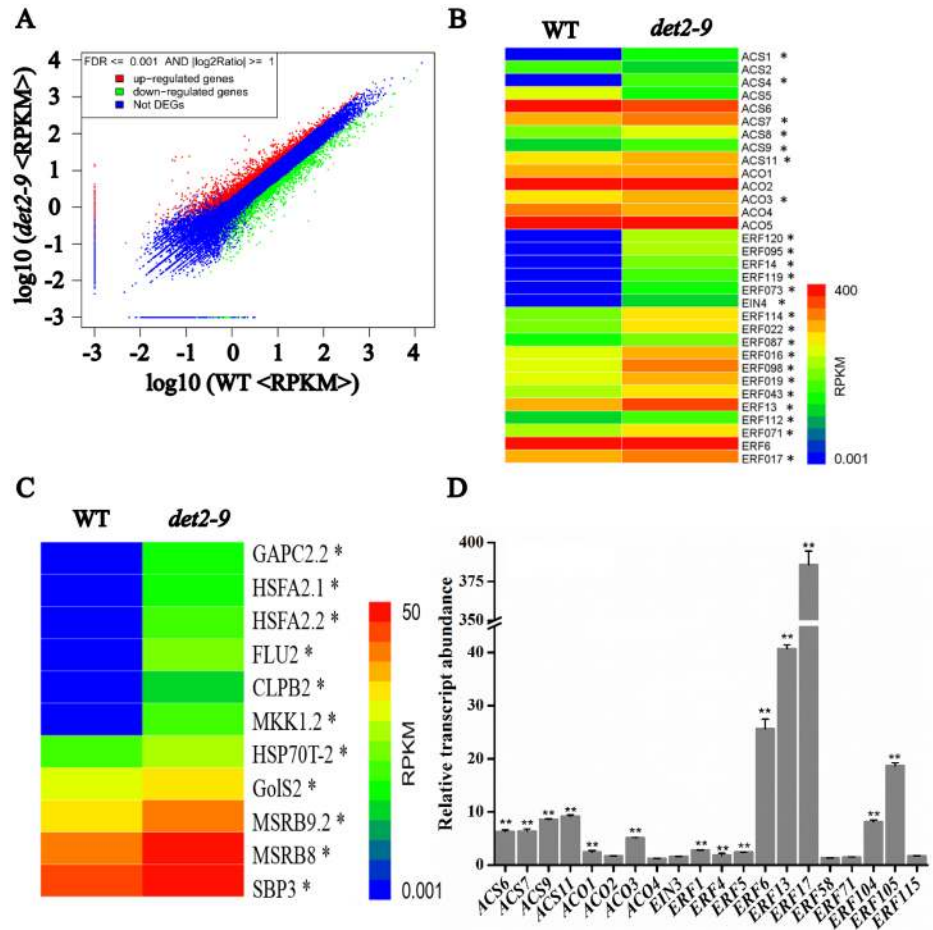 A
FDR <= 0.001 AND |log2Ratio| >= 1
up-regulated genes
down-regulated genes
Not DEGs
log10 (det2-9 <RPKM>)
4
3
2
1
0
-1
-2
-3
-3
-2
-1
0
1
2
3
4
log10 (WT <RPKM>)
B
WT
det2-9
ACS1 *
ACS2
ACS4 *
ACS5
ACS6
ACS7 *
ACS8 *
ACS9 *
ACS11 *
ACO1
ACO2
ACO3 *
ACO4
ACO5
ERF120 *
ERF095 *
ERF14 *
ERF119 *
ERF073 *
EIN4 *
ERF114 *
ERF022 *
ERF087 *
ERF016 *
ERF098 *
ERF019 *
ERF043 *
ERF13 *
ERF112 *
ERF071 *
ERF6
ERF017 *
400
RPKM
0.001
C
WT
det2-9
GAPC2.2 *
HSFA2.1 *
HSFA2.2 *
FLU2 *
CLPB2 *
MKK1.2 *
HSP70T-2 *
GolS2 *
MSRB9.2 *
MSRB8 *
SBP3 *
50
RPKM
0.001
D
Relative transcript abundance
400
375
350
40
30
20
10
0
**
**
**
**
**
**
**
**
**
**
**
**
**
**
ACS6
ACS7
ACS9
ACS11
ACO1
ACO2
ACO3
ACO4
EIN3
ERF1
ERF4
ERF5
ERF6
ERF13
ERF17
ERF58
ERF71
ERF104
ERF105
ERF115